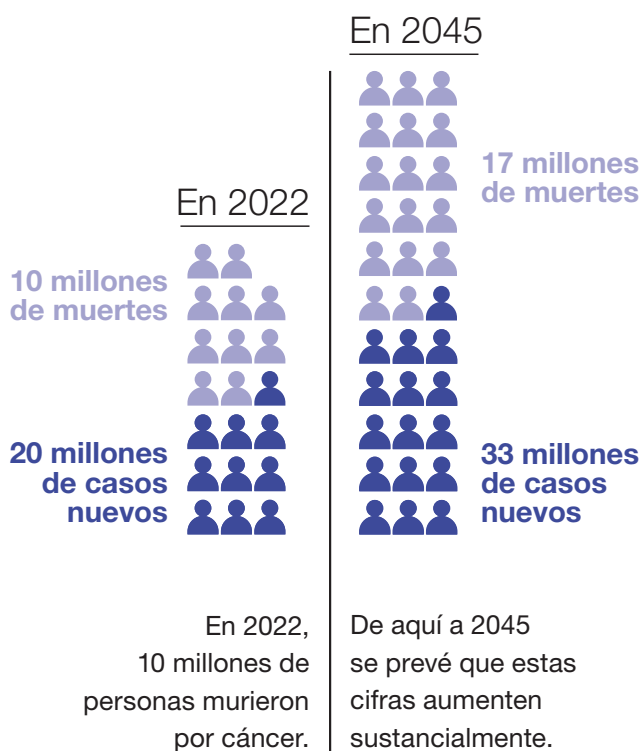 En 2022
10 millones
de muertes
20 millones
de casos
nuevos
En 2022,
10 millones de
personas murieron
por cáncer.
En 2045
17 millones
de muertes
33 millones
de casos
nuevos
De aquí a 2045
se prevé que estas
cifras aumenten
sustancialmente.